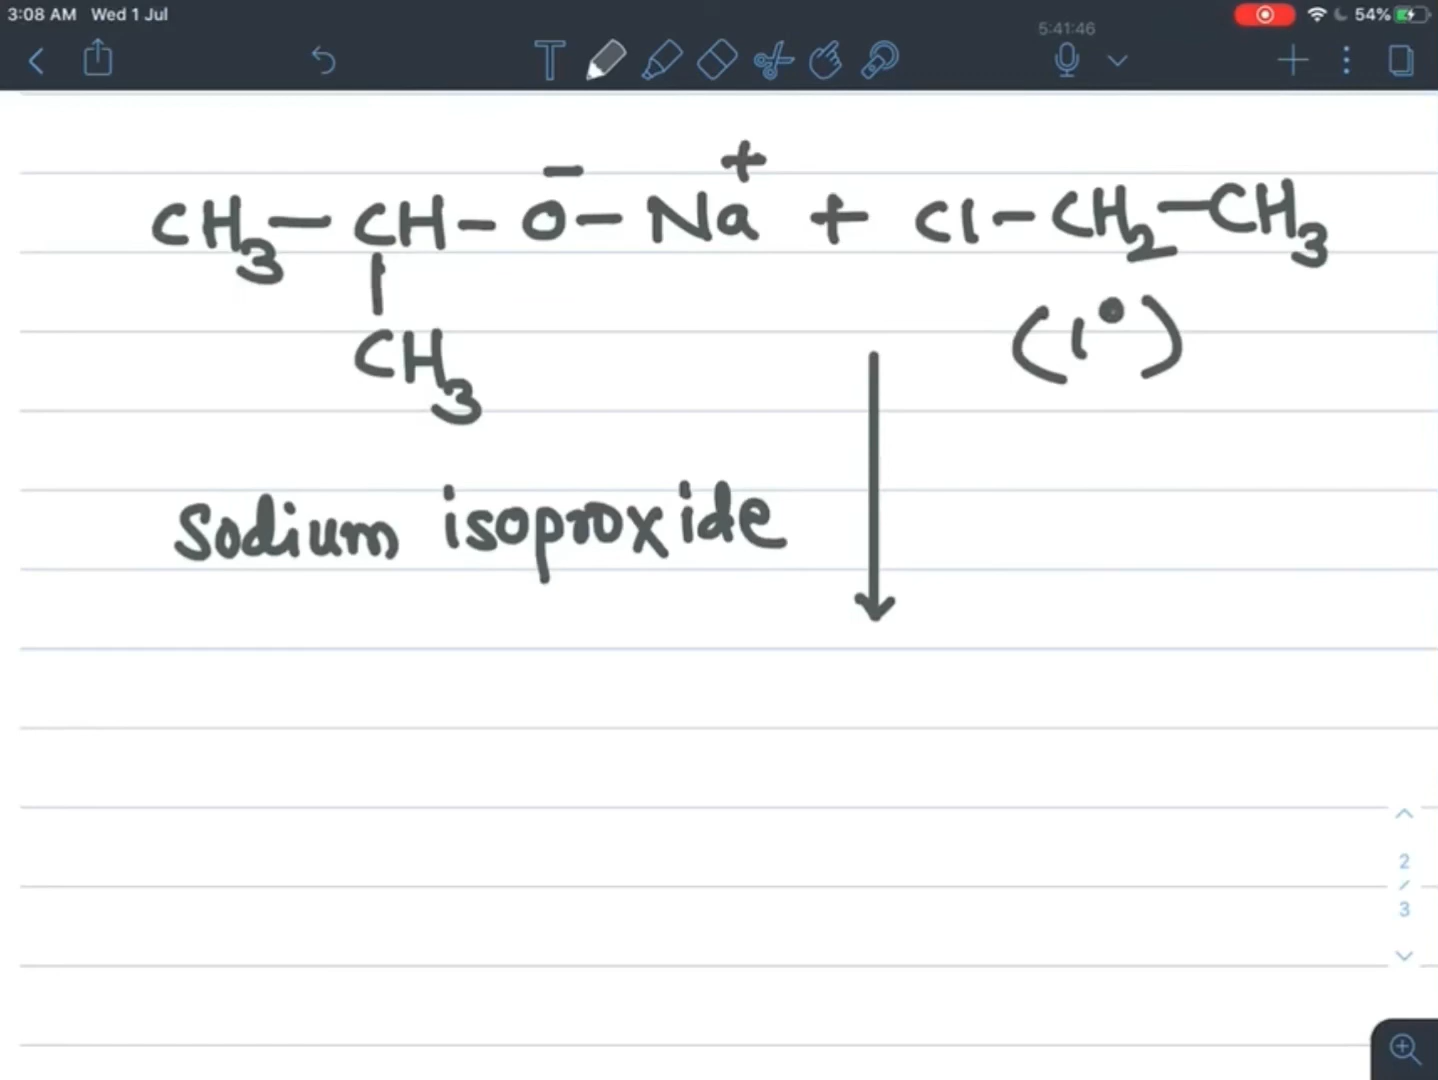 3:08 AM Wed 1 Jul
54%
5:41:46
T
CH₃ – CH – O⁻ – Na⁺ + Cl – CH₂ – CH₃
CH₃
(1°)
Sodium isoproxide
2
/
3